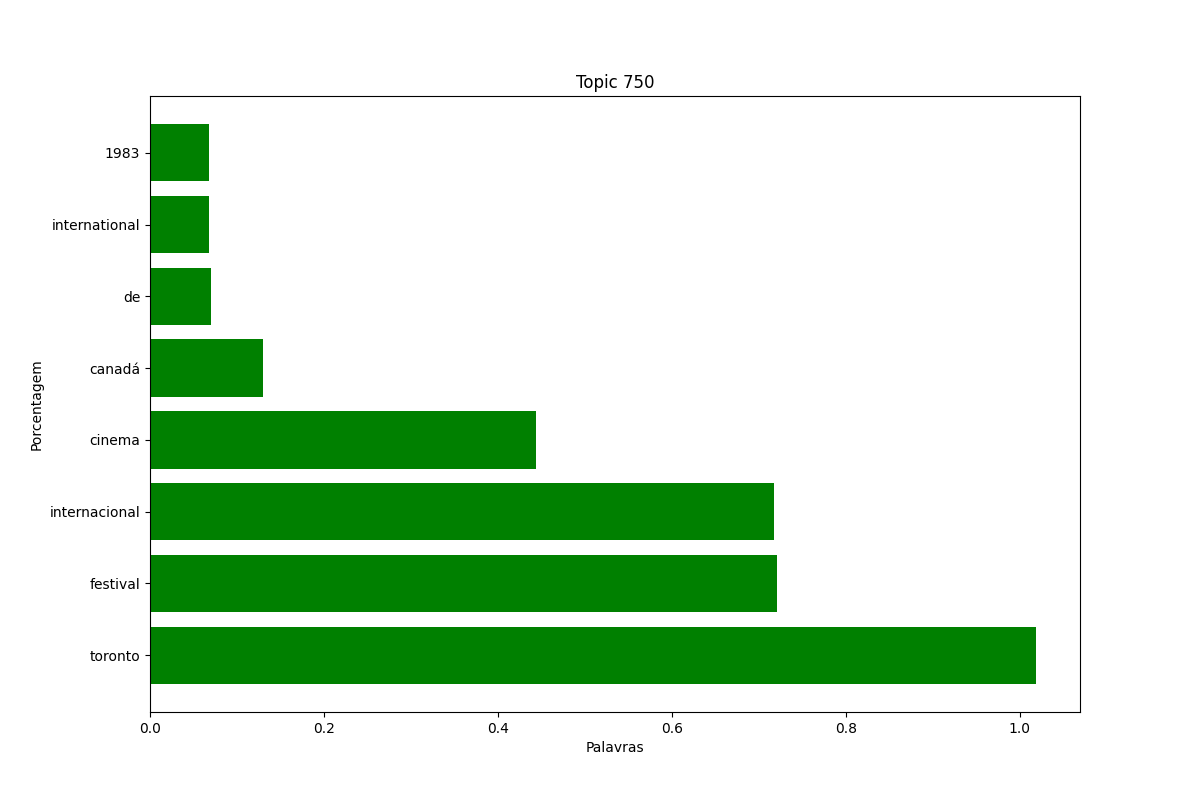 Topic 750
1983
international
de
canadá
cinema
internacional
festival
toronto
Porcentagem
0.0 0.2 0.4 0.6 0.8 1.0
Palavras